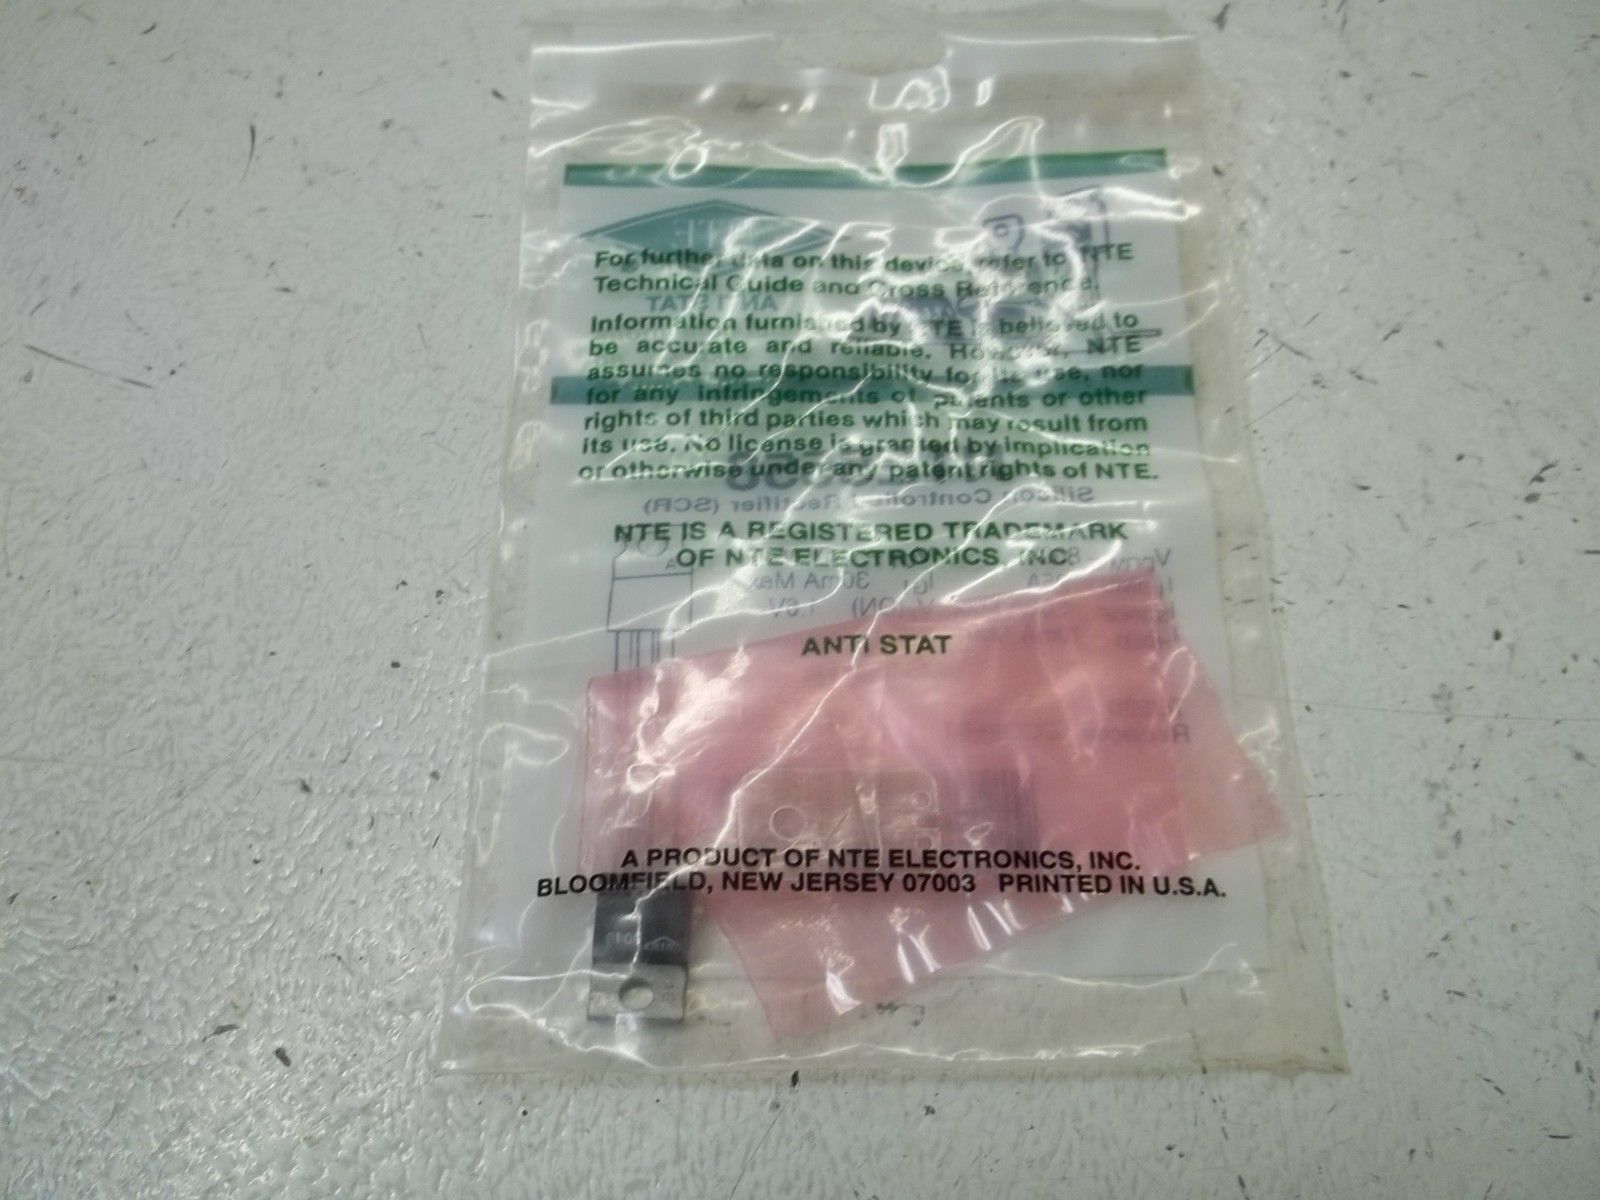 For further data on this device, refer to NTE
Technical Guide and Cross Reference.
ANTI STAT
Information furnished by NTE is believed to
be accurate and reliable. However, NTE
assumes no responsibility for its use, nor
for any infringements of patents or other
rights of third parties which may result from
its use. No license is granted by implication
or otherwise under any patent rights of NTE.
Silicon Controlled Rectifier (SCR)
NTE IS A REGISTERED TRADEMARK
OF NTE ELECTRONICS, INC
30mA Max
ANTI STAT
A PRODUCT OF NTE ELECTRONICS, INC.
BLOOMFIELD, NEW JERSEY 07003 PRINTED IN U.S.A.